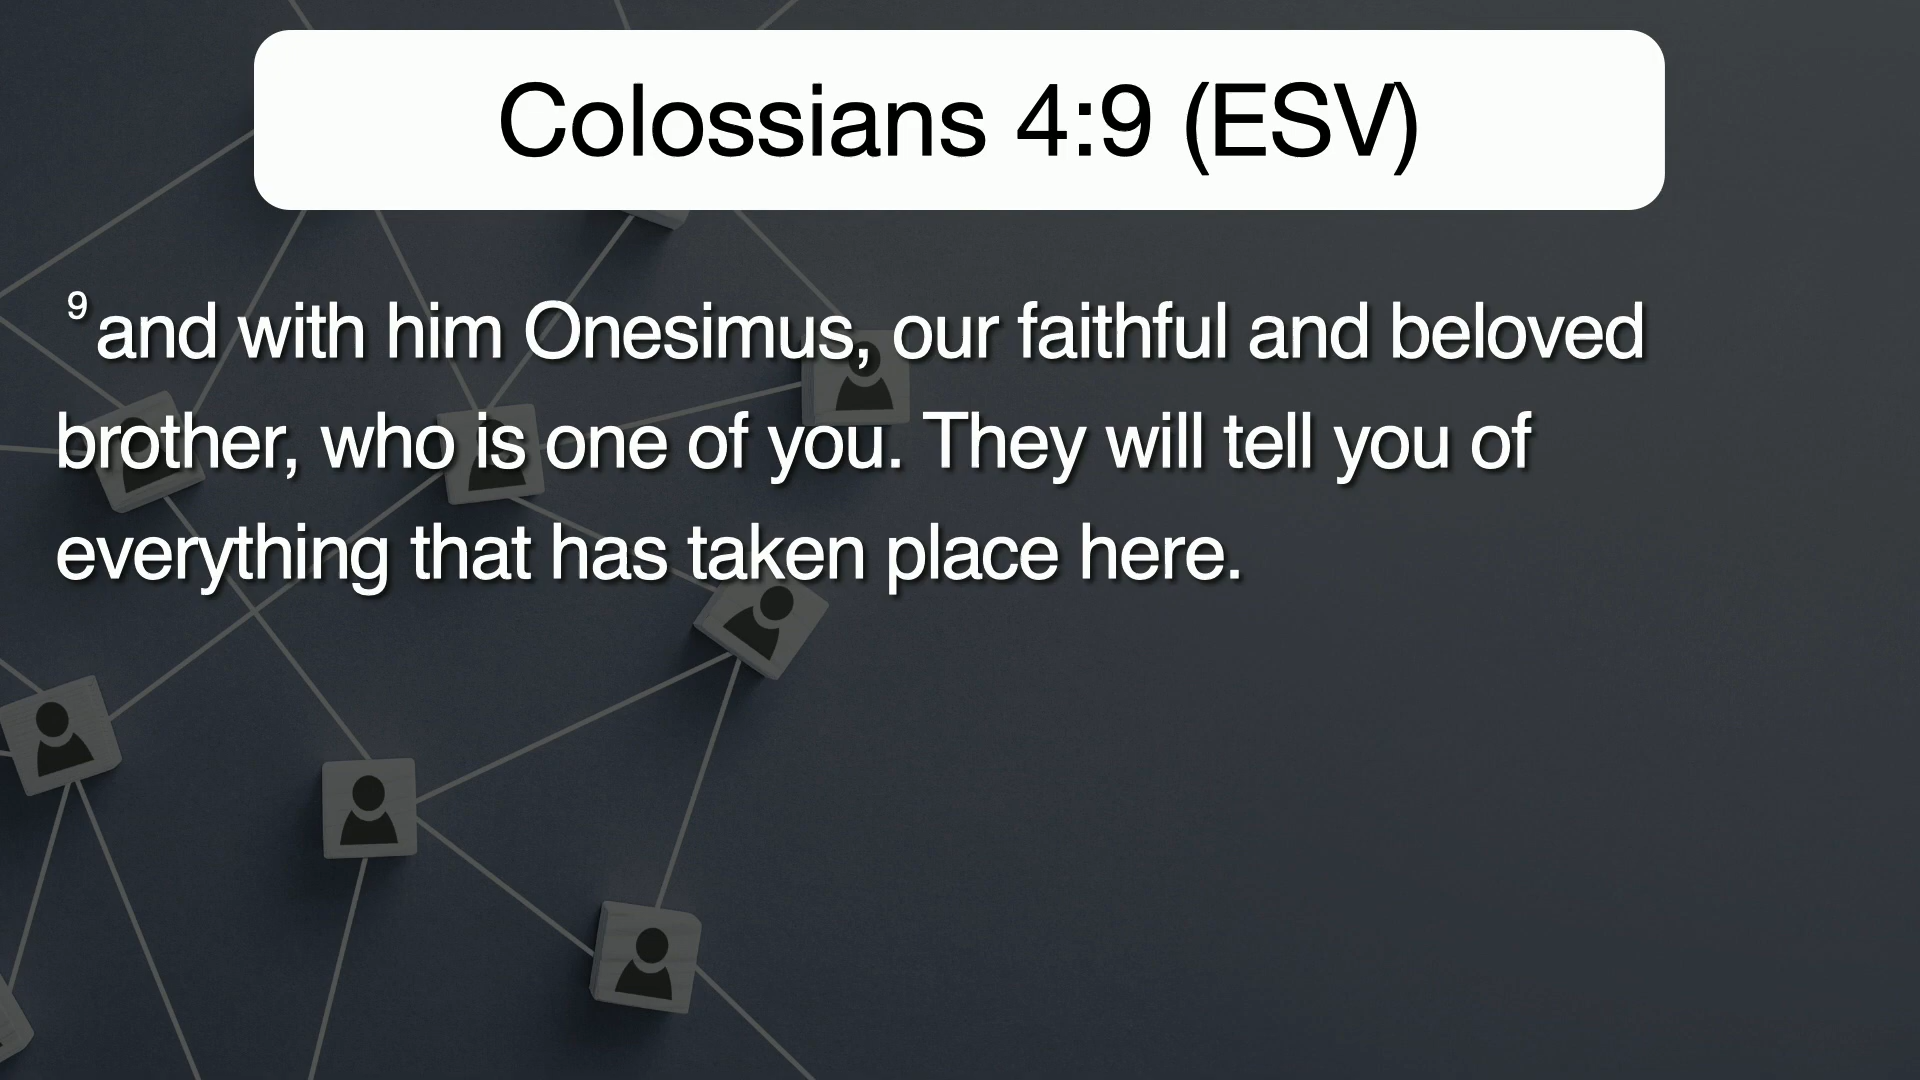 Colossians 4:9 (ESV)
9 and with him Onesimus, our faithful and beloved
brother, who is one of you. They will tell you of
everything that has taken place here.